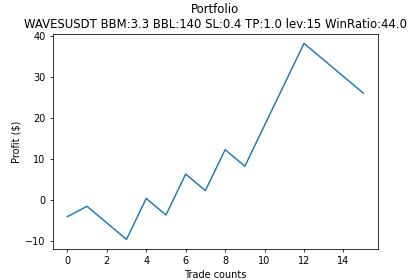 Portfolio
WAVESUSDT BBM:3.3 BBL:140 SL:0.4 TP:1.0 lev:15 WinRatio:44.0
40
30
20
10
0
−10
Profit ($)
0 2 4 6 8 10 12 14
Trade counts